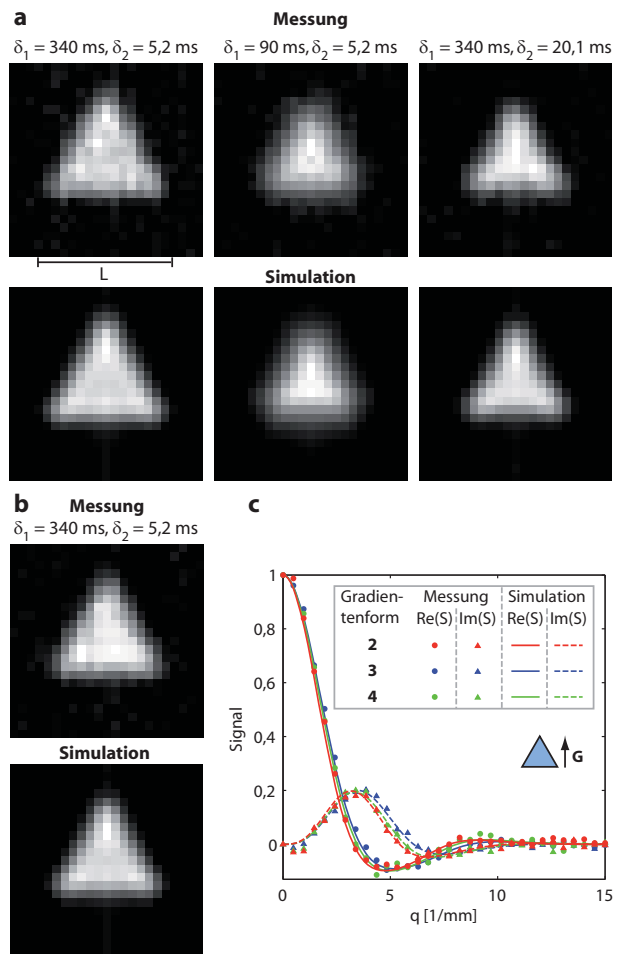 a
Messung
δ1 = 340 ms, δ2 = 5,2 ms
δ1 = 90 ms, δ2 = 5,2 ms
δ1 = 340 ms, δ2 = 20,1 ms
L
Simulation
b
Messung
δ1 = 340 ms, δ2 = 5,2 ms
Simulation
c
Gradien-
tenform
Messung
Simulation
Re(S) Im(S) Re(S) Im(S)
2
3
4
G
Signal
1
0,8
0,6
0,4
0,2
0
0 5 10 15
q [1/mm]